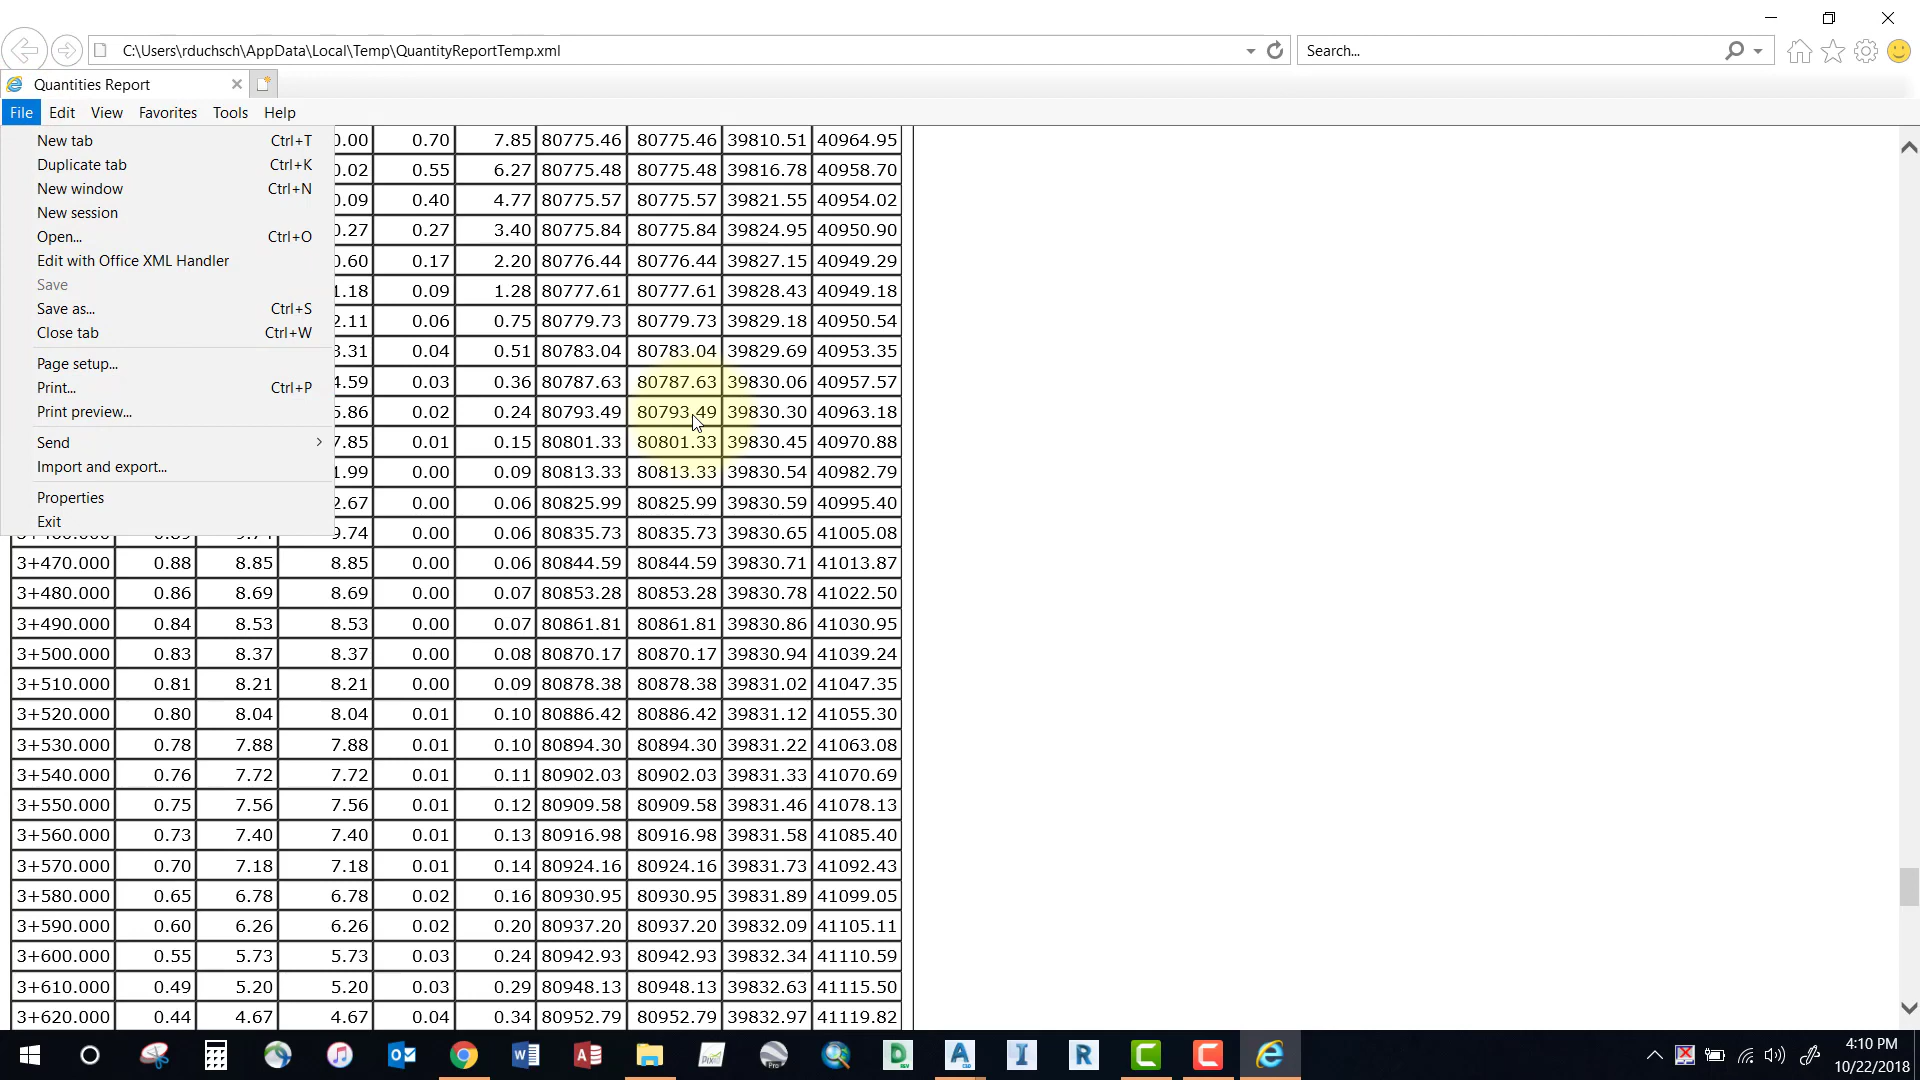 C:\Users\rduchsch\AppData\Local\Temp\QuantityReportTemp.xml
Search...
Quantities Report
File Edit View Favorites Tools Help
New tab Ctrl+T
Duplicate tab Ctrl+K
New window Ctrl+N
New session
Open... Ctrl+O
Edit with Office XML Handler
Save
Save as... Ctrl+S
Close tab Ctrl+W
Page setup...
Print... Ctrl+P
Print preview...
Send
Import and export...
Properties
Exit
0.70 7.85 80775.46 80775.46 39810.51 40964.95
0.55 6.27 80775.48 80775.48 39816.78 40958.70
0.40 4.77 80775.57 80775.57 39821.55 40954.02
0.27 3.40 80775.84 80775.84 39824.95 40950.90
0.17 2.20 80776.44 80776.44 39827.15 40949.29
0.09 1.28 80777.61 80777.61 39828.43 40949.18
0.06 0.75 80779.73 80779.73 39829.18 40950.54
0.04 0.51 80783.04 80783.04 39829.69 40953.35
0.03 0.36 80787.63 80787.63 39830.06 40957.57
0.02 0.24 80793.49 80793.49 39830.30 40963.18
0.01 0.15 80801.33 80801.33 39830.45 40970.88
0.00 0.09 80813.33 80813.33 39830.54 40982.79
0.00 0.06 80825.99 80825.99 39830.59 40995.40
0.00 0.06 80835.73 80835.73 39830.65 41005.08
3+470.000 0.88 8.85 8.85 0.00 0.06 80844.59 80844.59 39830.71 41013.87
3+480.000 0.86 8.69 8.69 0.00 0.07 80853.28 80853.28 39830.78 41022.50
3+490.000 0.84 8.53 8.53 0.00 0.07 80861.81 80861.81 39830.86 41030.95
3+500.000 0.83 8.37 8.37 0.00 0.08 80870.17 80870.17 39830.94 41039.24
3+510.000 0.81 8.21 8.21 0.00 0.09 80878.38 80878.38 39831.02 41047.35
3+520.000 0.80 8.04 8.04 0.01 0.10 80886.42 80886.42 39831.12 41055.30
3+530.000 0.78 7.88 7.88 0.01 0.10 80894.30 80894.30 39831.22 41063.08
3+540.000 0.76 7.72 7.72 0.01 0.11 80902.03 80902.03 39831.33 41070.69
3+550.000 0.75 7.56 7.56 0.01 0.12 80909.58 80909.58 39831.46 41078.13
3+560.000 0.73 7.40 7.40 0.01 0.13 80916.98 80916.98 39831.58 41085.40
3+570.000 0.70 7.18 7.18 0.01 0.14 80924.16 80924.16 39831.73 41092.43
3+580.000 0.65 6.78 6.78 0.02 0.16 80930.95 80930.95 39831.89 41099.05
3+590.000 0.60 6.26 6.26 0.02 0.20 80937.20 80937.20 39832.09 41105.11
3+600.000 0.55 5.73 5.73 0.03 0.24 80942.93 80942.93 39832.34 41110.59
3+610.000 0.49 5.20 5.20 0.03 0.29 80948.13 80948.13 39832.63 41115.50
3+620.000 0.44 4.67 4.67 0.04 0.34 80952.79 80952.79 39832.97 41119.82
4:10 PM
10/22/2018